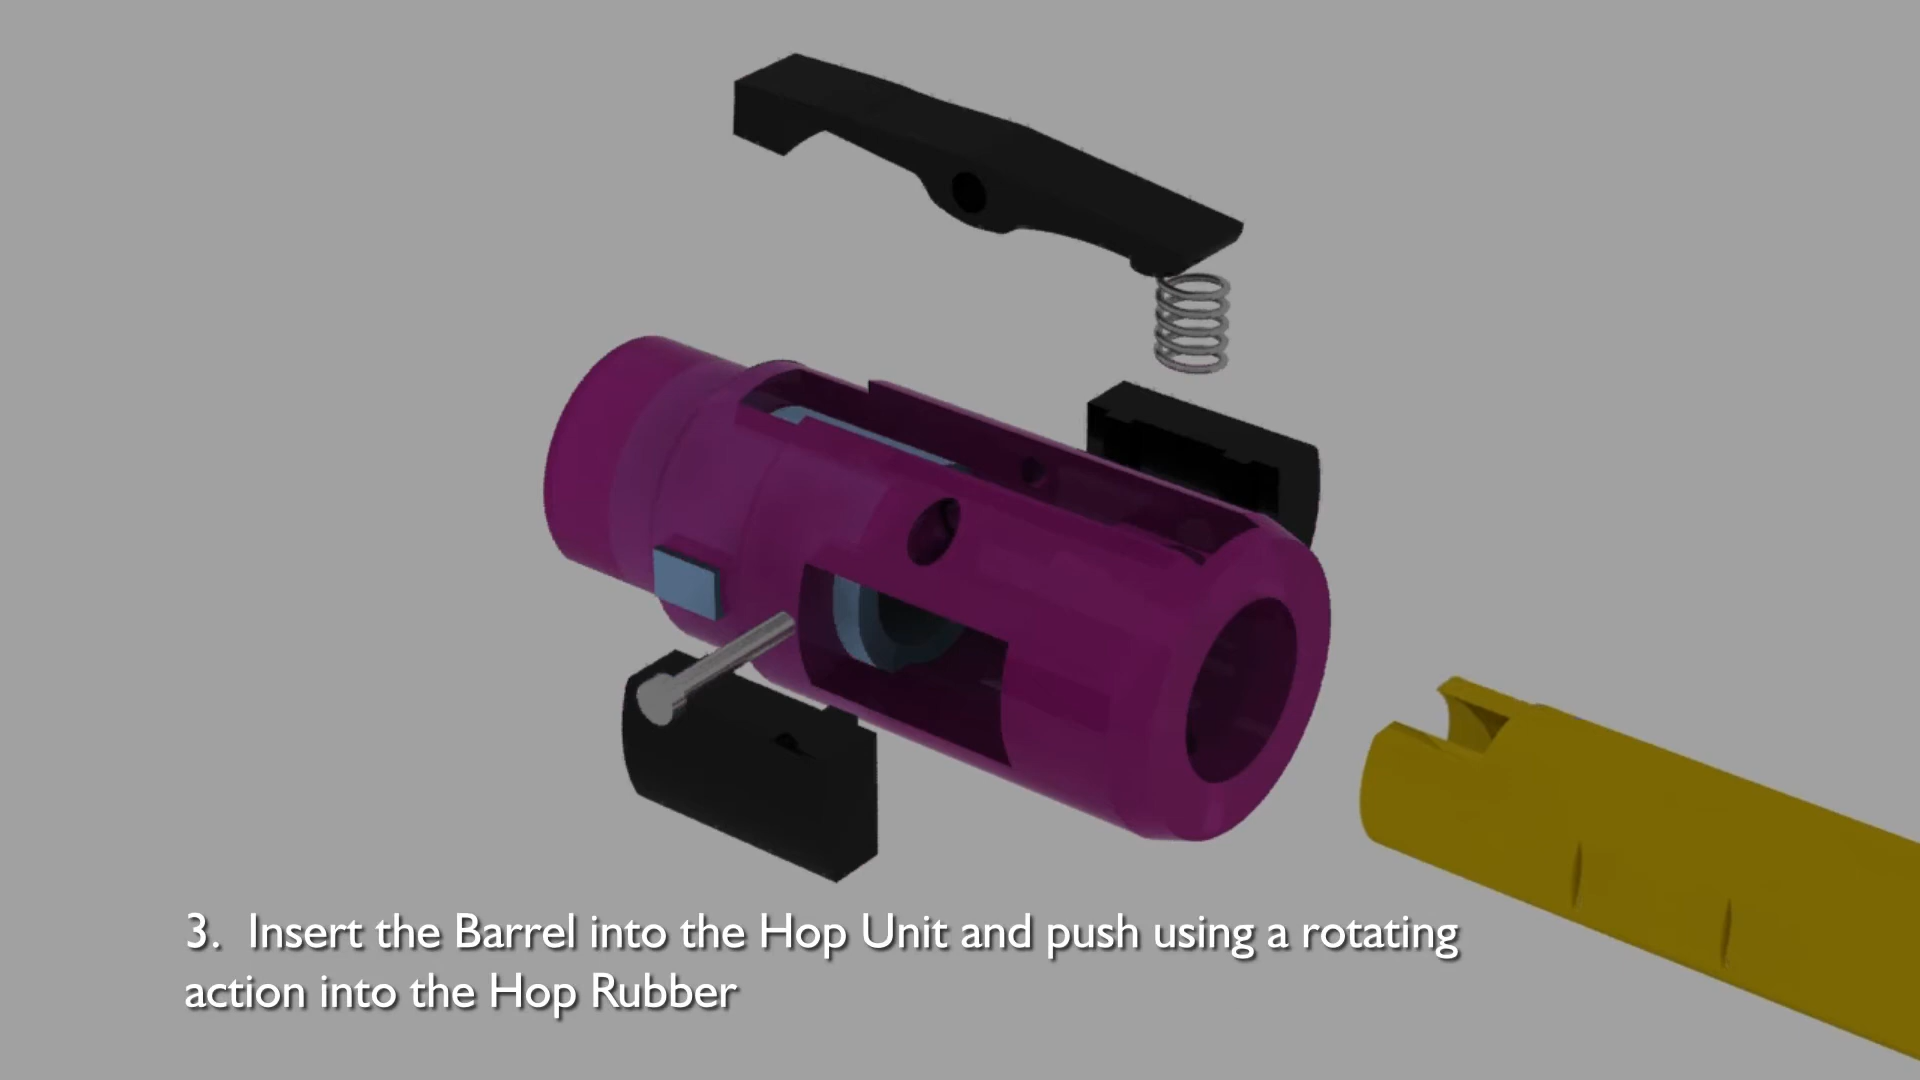 3. Insert the Barrel into the Hop Unit and push using a rotating
action into the Hop Rubber